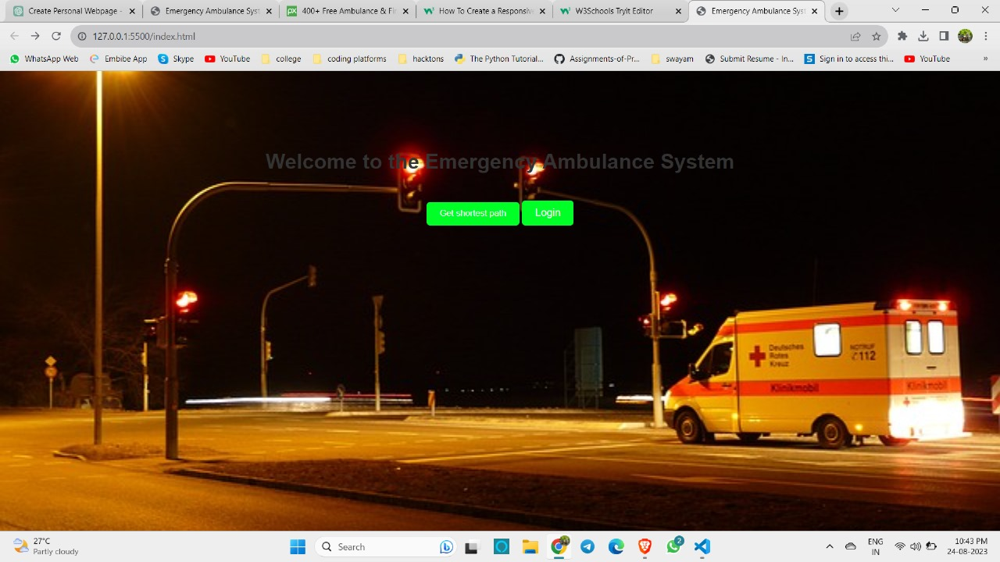 Create Personal Webpage -
Emergency Ambulance Sys
400+ Free Ambulance & Fi
How To Create a Responsive
W3Schools Tryit Editor
Emergency Ambulance Sys
127.0.0.1:5500/index.html
WhatsApp Web
Embibe App
Skype
YouTube
college
coding platforms
hacktons
The Python Tutorial...
Assignments-of-Pr...
swayam
Submit Resume - In...
Sign in to access thi...
YouTube
»
Welcome to the Emergency Ambulance System
Get shortest path
Login
Deutsches
Rotes
Kreuz
NOTRUF
112
Klinikmobil
Klinikmobil
27°C
Partly cloudy
Search
2
ENG
IN
10:43 PM
24-08-2023